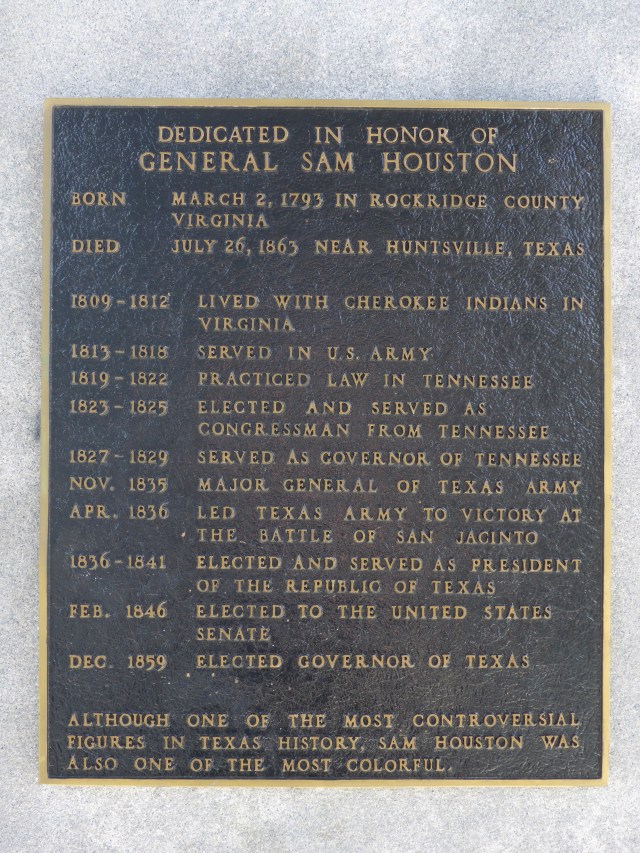 DEDICATED IN HONOR OF
GENERAL SAM HOUSTON
BORN MARCH 2, 1793 IN ROCKRIDGE COUNTY
VIRGINIA
DIED JULY 26, 1863 NEAR HUNTSVILLE, TEXAS
1809-1812 LIVED WITH CHEROKEE INDIANS IN
VIRGINIA
1813-1818 SERVED IN U.S. ARMY
1819-1822 PRACTICED LAW IN TENNESSEE
1823-1825 ELECTED AND SERVED AS
CONGRESSMAN FROM TENNESSEE
1827-1829 SERVED AS GOVERNOR OF TENNESSEE
NOV. 1835 MAJOR GENERAL OF TEXAS ARMY
APR. 1836 LED TEXAS ARMY TO VICTORY AT
THE BATTLE OF SAN JACINTO
1836-1841 ELECTED AND SERVED AS PRESIDENT
OF THE REPUBLIC OF TEXAS
FEB. 1846 ELECTED TO THE UNITED STATES
SENATE
DEC. 1859 ELECTED GOVERNOR OF TEXAS
ALTHOUGH ONE OF THE MOST CONTROVERSIAL
FIGURES IN TEXAS HISTORY, SAM HOUSTON WAS
ALSO ONE OF THE MOST COLORFUL.